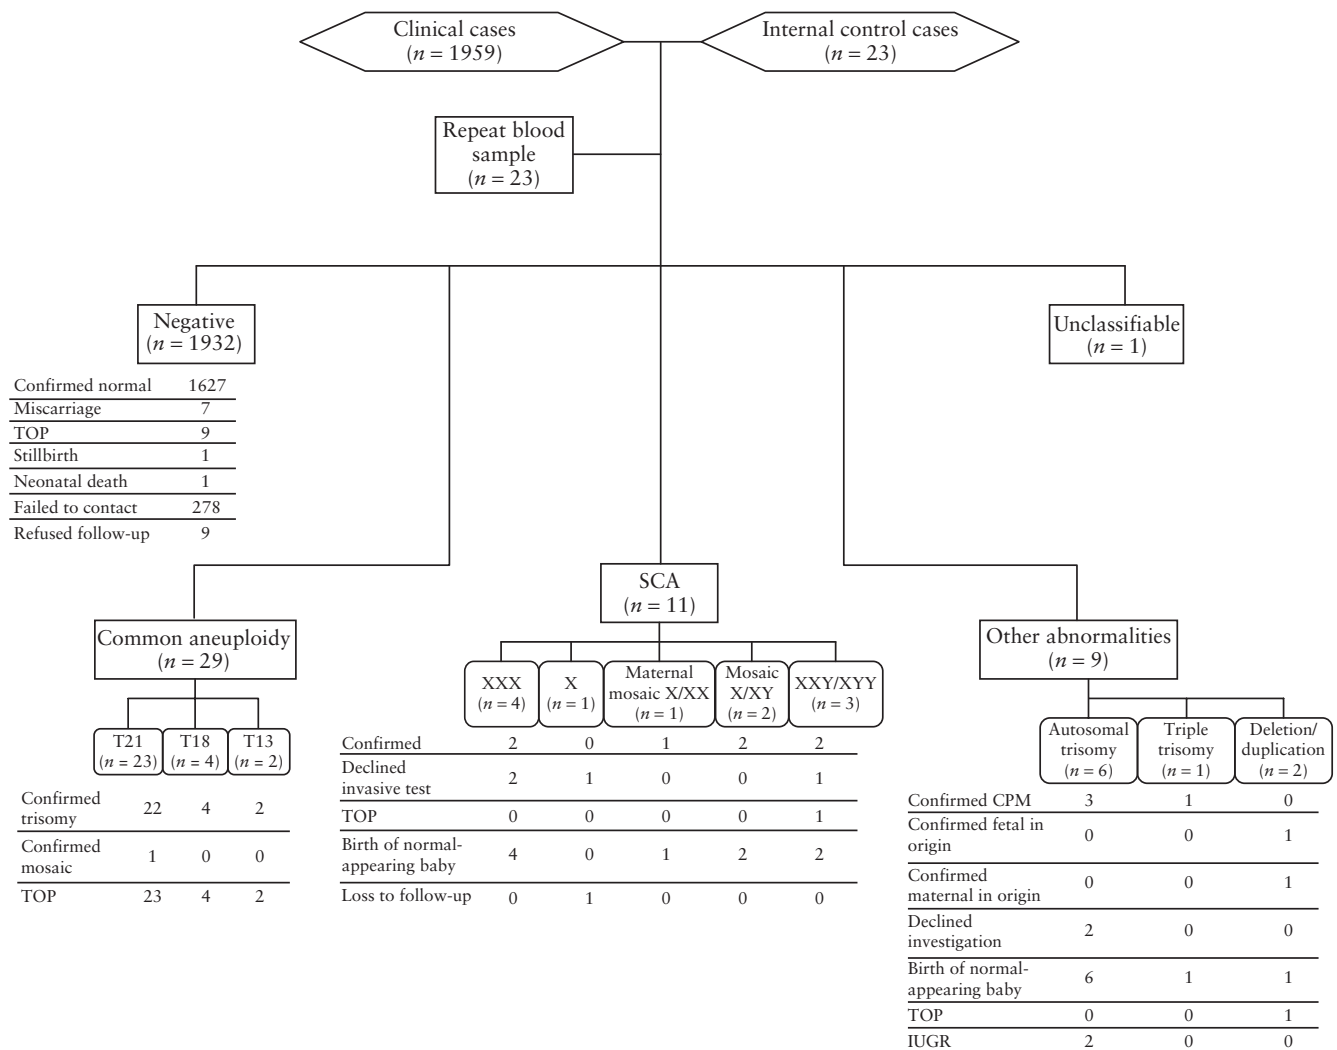 Clinical cases
(n = 1959)
Internal control cases
(n = 23)
Repeat blood
sample
(n = 23)
Negative
(n = 1932)
Confirmed normal 1627
Miscarriage 7
TOP 9
Stillbirth 1
Neonatal death 1
Failed to contact 278
Refused follow-up 9
Unclassifiable
(n = 1)
Common aneuploidy
(n = 29)
T21
(n = 23)
T18
(n = 4)
T13
(n = 2)
Confirmed
trisomy 22 4 2
Confirmed
mosaic 1 0 0
TOP 23 4 2
SCA
(n = 11)
XXX
(n = 4)
X
(n = 1)
Maternal
mosaic X/XX
(n = 1)
Mosaic
X/XY
(n = 2)
XXY/XYY
(n = 3)
Confirmed 2 0 1 2 2
Declined
invasive test 2 1 0 0 1
TOP 0 0 0 0 1
Birth of normal-
appearing baby 4 0 1 2 2
Loss to follow-up 0 1 0 0 0
Other abnormalities
(n = 9)
Autosomal
trisomy
(n = 6)
Triple
trisomy
(n = 1)
Deletion/
duplication
(n = 2)
Confirmed CPM 3 1 0
Confirmed fetal in
origin 0 0 1
Confirmed
maternal in origin 0 0 1
Declined
investigation 2 0 0
Birth of normal-
appearing baby 6 1 1
TOP 0 0 1
IUGR 2 0 0